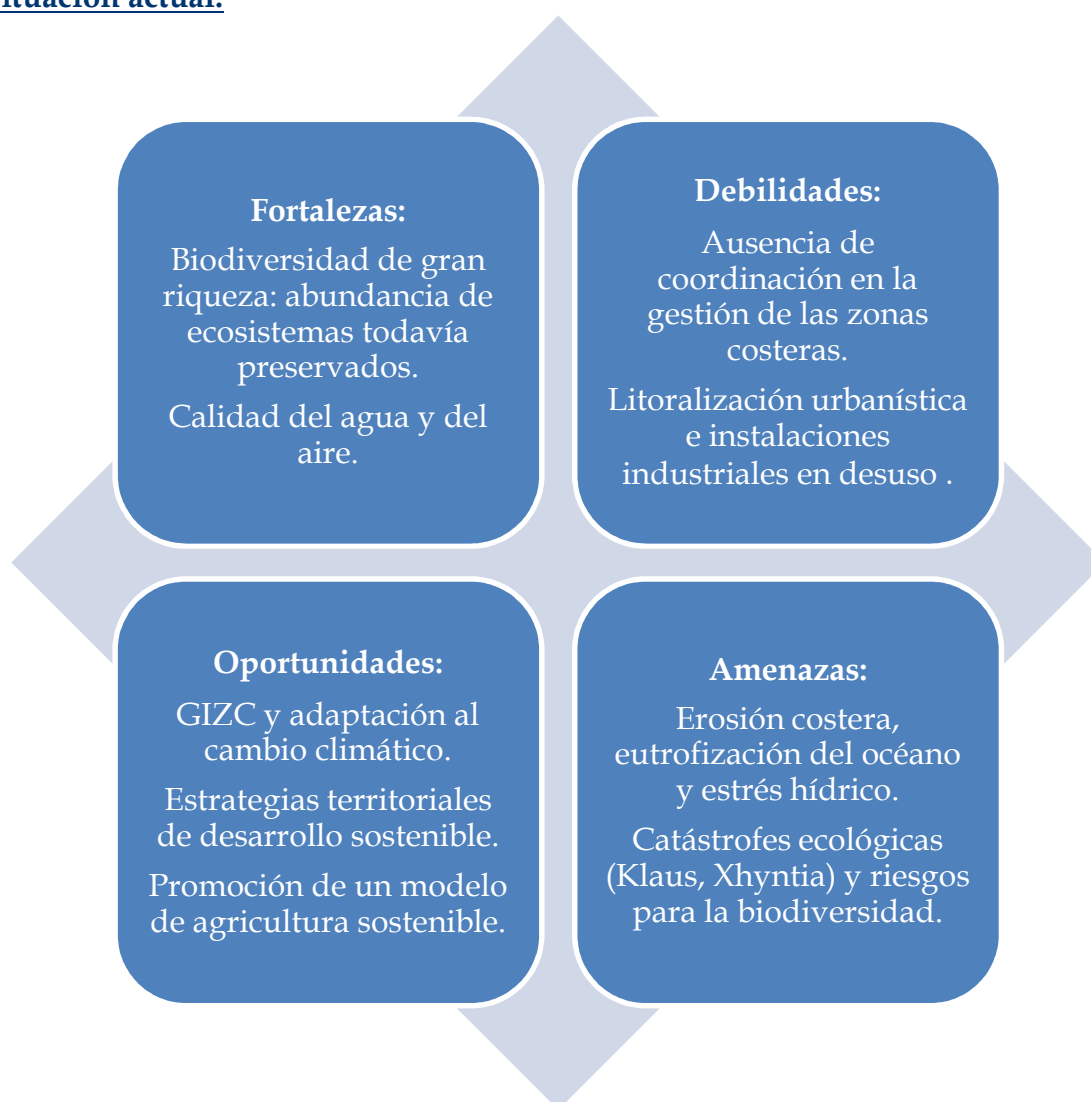 ituación actual:
Fortalezas:
Biodiversidad de gran
riqueza: abundancia de
ecosistemas todavía
preservados.
Calidad del agua y del
aire.
Debilidades:
Ausencia de
coordinación en la
gestión de las zonas
costeras.
Litoralización urbanística
e instalaciones
industriales en desuso .
Oportunidades:
GIZC y adaptación al
cambio climático.
Estrategias territoriales
de desarrollo sostenible.
Promoción de un modelo
de agricultura sostenible.
Amenazas:
Erosión costera,
eutrofización del océano
y estrés hídrico.
Catástrofes ecológicas
(Klaus, Xhyntia) y riesgos
para la biodiversidad.